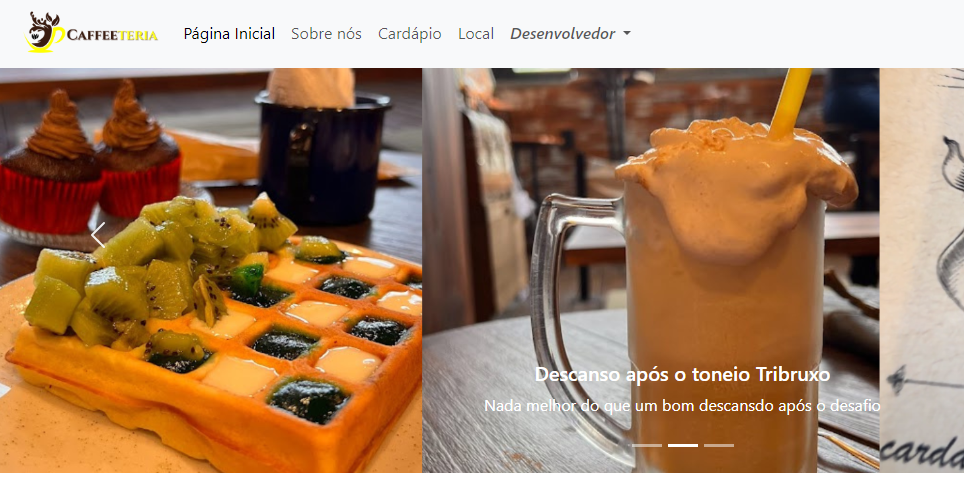 CAFFEETERIA
Página Inicial
Sobre nós
Cardápio
Local
Desenvolvedor
Descanso após o toneio Tribruxo
Nada melhor do que um bom descansdo após o desafio
carda